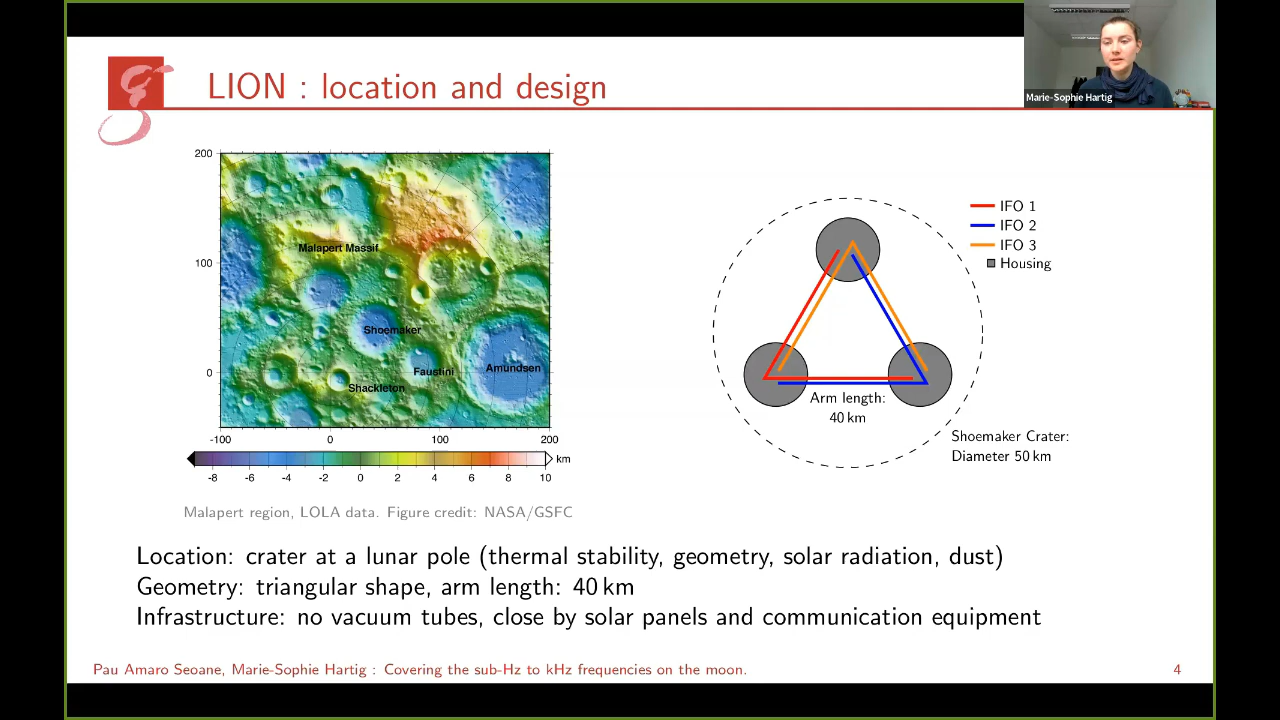 LION : location and design
Marie-Sophie Hartig
200
100
0
-100 0 100 200
Malapert Massif
Shoemaker
Faustini
Amundsen
Shackleton
km
-8 -6 -4 -2 0 2 4 6 8 10
Malapert region, LOLA data. Figure credit: NASA/GSFC
IFO 1
IFO 2
IFO 3
Housing
Arm length:
40 km
Shoemaker Crater:
Diameter 50 km
Location: crater at a lunar pole (thermal stability, geometry, solar radiation, dust)
Geometry: triangular shape, arm length: 40 km
Infrastructure: no vacuum tubes, close by solar panels and communication equipment
Pau Amaro Seoane, Marie-Sophie Hartig : Covering the sub-Hz to kHz frequencies on the moon.
4